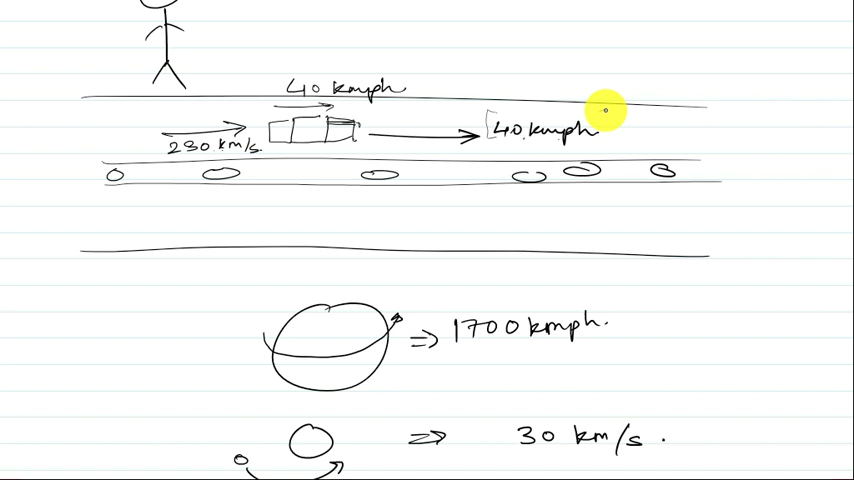 40 kmph
230 km/s.
40 kmph
⇒ 1700 kmph.
⇒ 30 km/s.